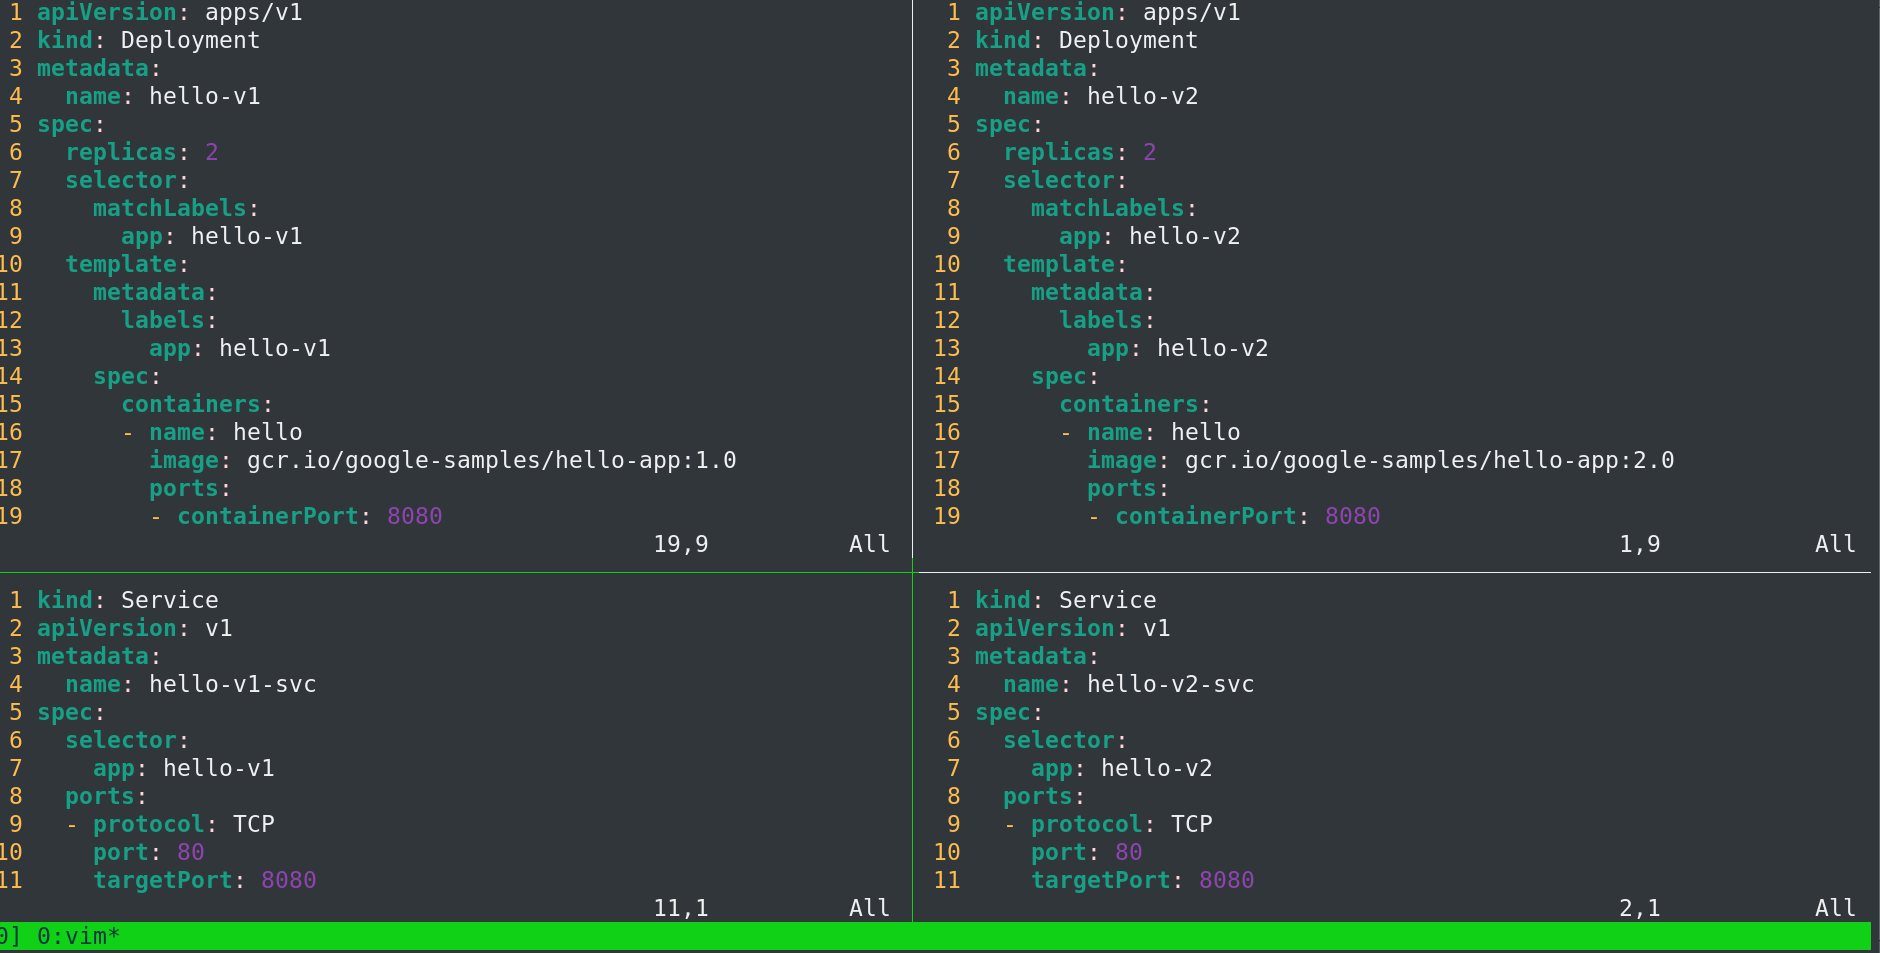 1 apiVersion: apps/v1
2 kind: Deployment
3 metadata:
4   name: hello-v1
5 spec:
6   replicas: 2
7   selector:
8     matchLabels:
9       app: hello-v1
10   template:
11     metadata:
12       labels:
13         app: hello-v1
14     spec:
15       containers:
16       - name: hello
17         image: gcr.io/google-samples/hello-app:1.0
18         ports:
19         - containerPort: 8080
19,9 All
1 apiVersion: apps/v1
2 kind: Deployment
3 metadata:
4   name: hello-v2
5 spec:
6   replicas: 2
7   selector:
8     matchLabels:
9       app: hello-v2
10   template:
11     metadata:
12       labels:
13         app: hello-v2
14     spec:
15       containers:
16       - name: hello
17         image: gcr.io/google-samples/hello-app:2.0
18         ports:
19         - containerPort: 8080
1,9 All
1 kind: Service
2 apiVersion: v1
3 metadata:
4   name: hello-v1-svc
5 spec:
6   selector:
7     app: hello-v1
8   ports:
9   - protocol: TCP
10     port: 80
11     targetPort: 8080
11,1 All
1 kind: Service
2 apiVersion: v1
3 metadata:
4   name: hello-v2-svc
5 spec:
6   selector:
7     app: hello-v2
8   ports:
9   - protocol: TCP
10     port: 80
11     targetPort: 8080
2,1 All
0] 0:vim*